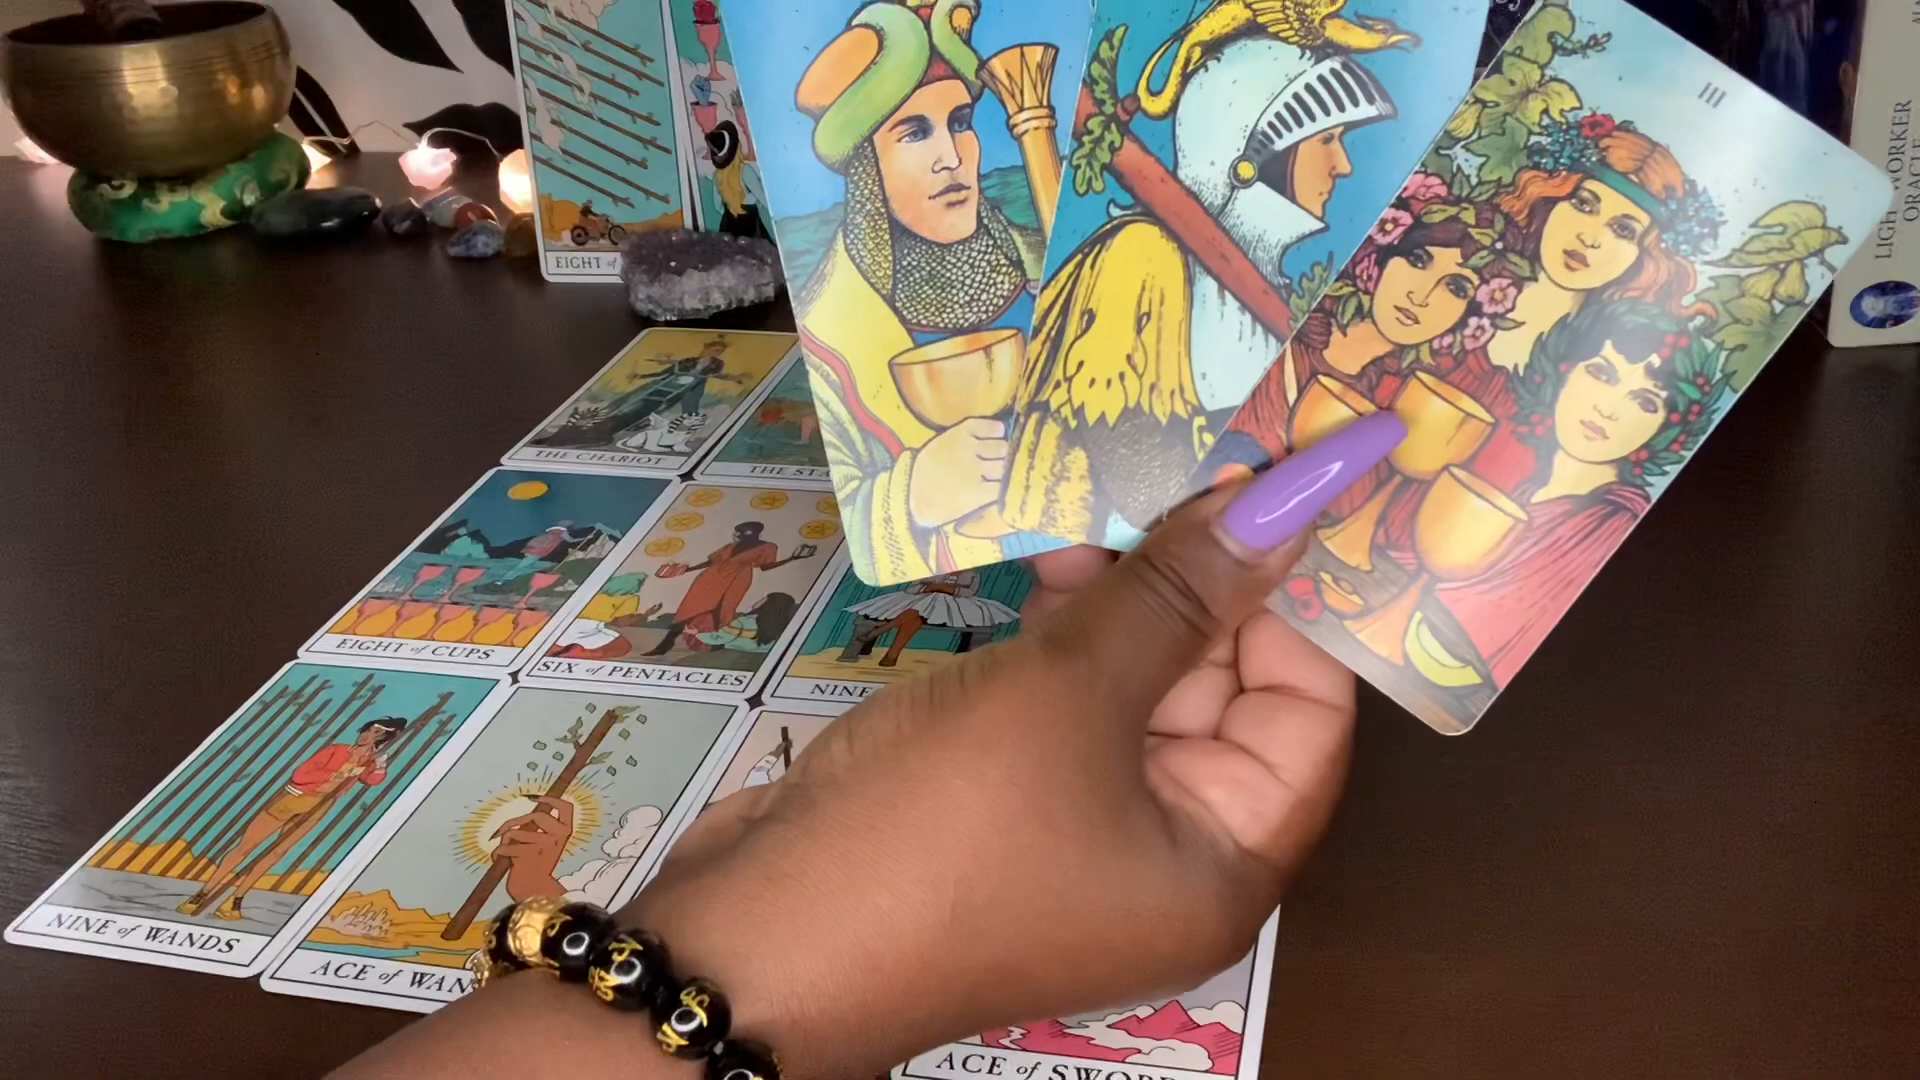 EIGHT of
III
LIGHTWORKER
ORACLE
THE CHARIOT
THE STA
EIGHT of CUPS
SIX of PENTACLES
NINE
NINE of WANDS
ACE of WAN
ACE of SWOR